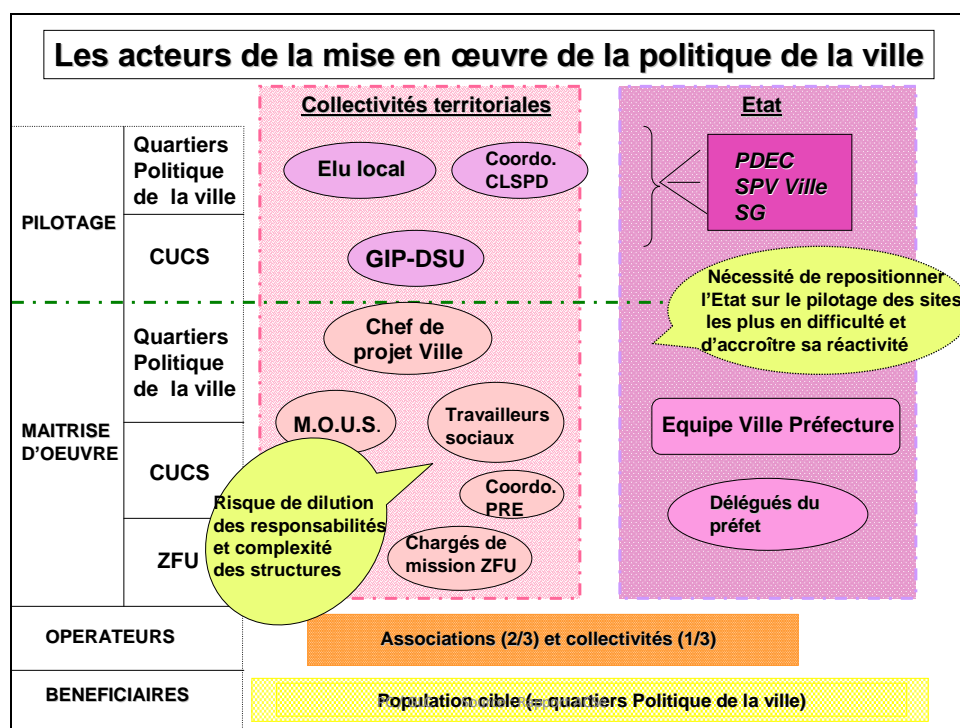 Les acteurs de la mise en œuvre de la politique de la ville
Collectivités territoriales
Etat
PILOTAGE
Quartiers
Politique
de la ville
Elu local
Coordo.
CLSPD
PDEC
SPV Ville
SG
CUCS
GIP-DSU
Nécessité de repositionner
l'Etat sur le pilotage des sites
les plus en difficulté et
d'accroître sa réactivité
MAITRISE
D'OEUVRE
Quartiers
Politique
de la ville
Chef de
projet Ville
M.O.U.S.
Travailleurs
sociaux
Equipe Ville Préfecture
CUCS
Risque de dilution
des responsabilités
et complexité
des structures
Coordo.
PRE
Délégués du
préfet
ZFU
Chargés de
mission ZFU
OPERATEURS
Associations (2/3) et collectivités (1/3)
BENEFICIAIRES
Population cible (= quartiers Politique de la ville)